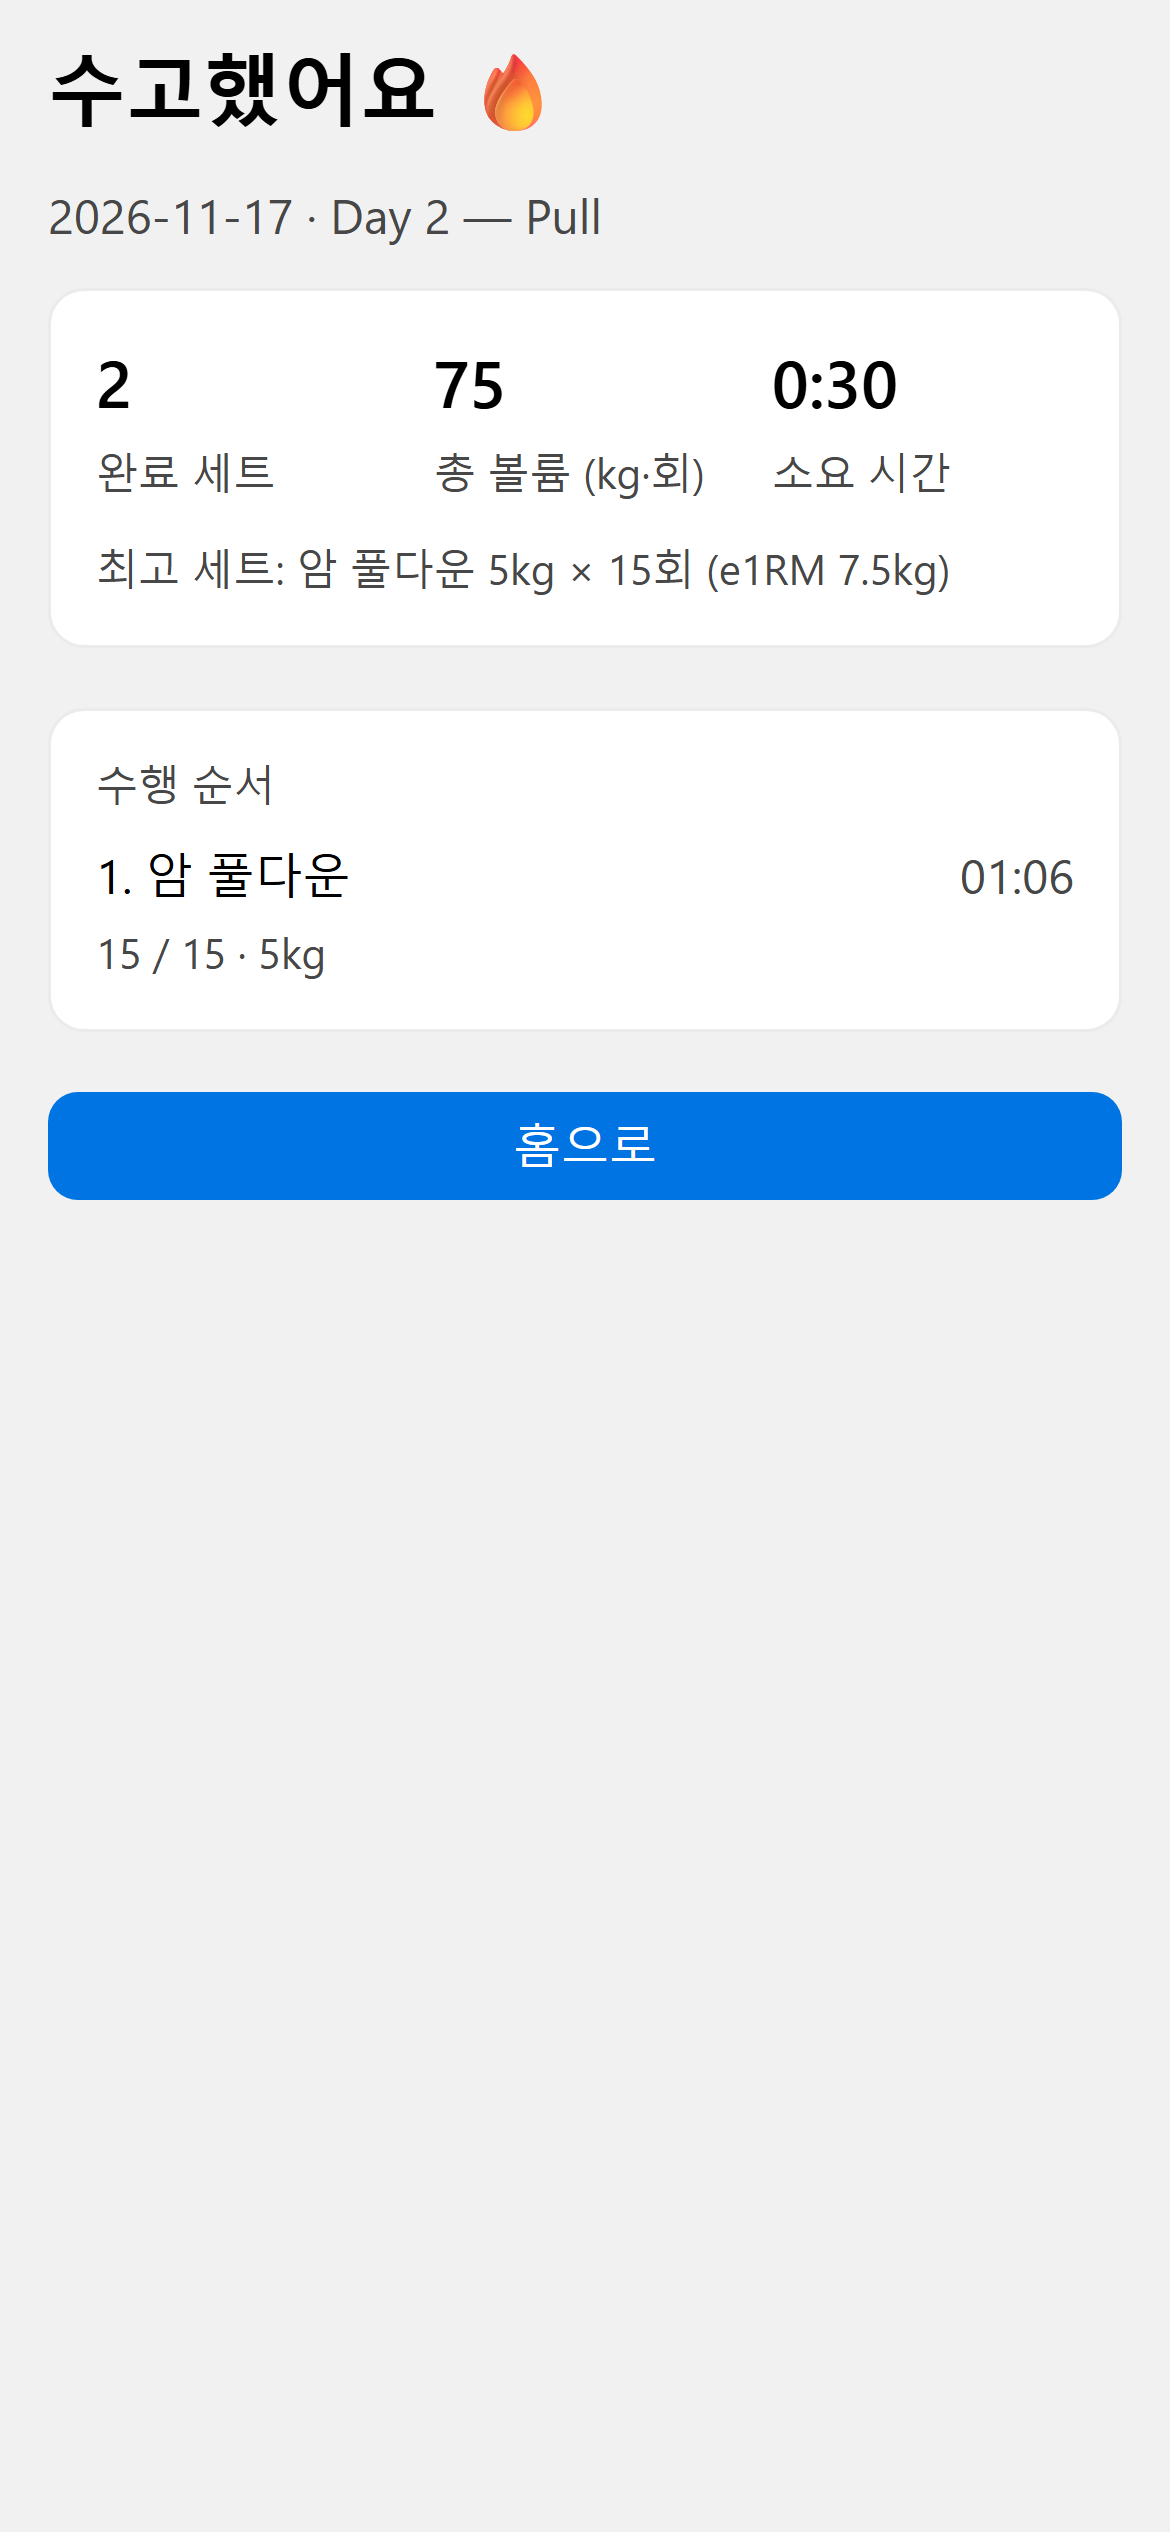 수고했어요 🔥
2026-11-17 · Day 2 — Pull
2 75 0:30
완료 세트 총 볼륨 (kg·회) 소요 시간
최고 세트: 암 풀다운 5kg × 15회 (e1RM 7.5kg)
수행 순서
1. 암 풀다운 01:06
15 / 15 · 5kg
홈으로